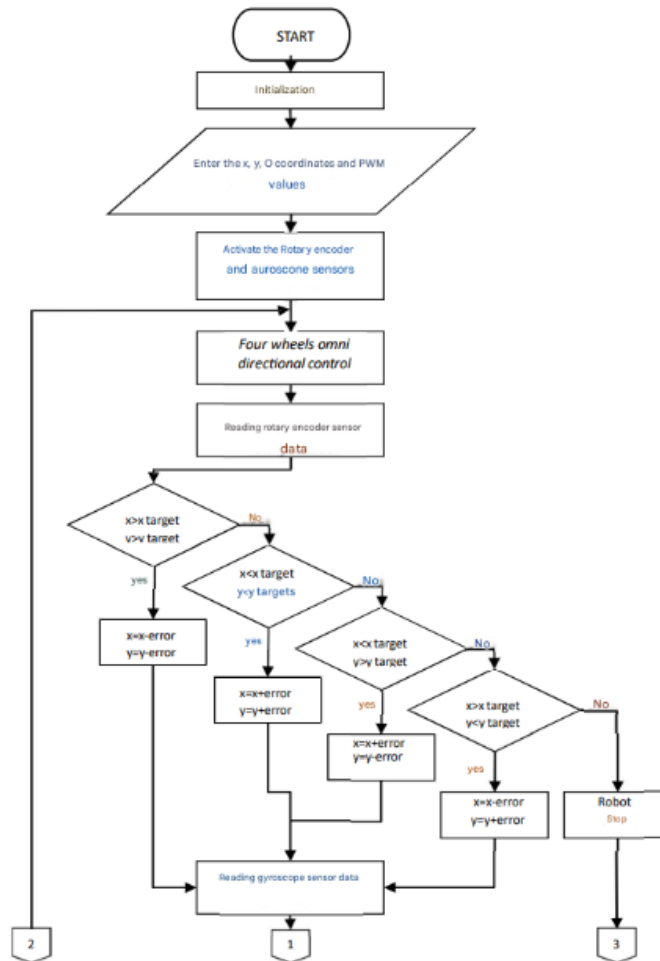 START
Initialization
Enter the x, y, O coordinates and PWM
values
Activate the Rotary encoder
and auroscone sensors
Four wheels omni
directional control
Reading rotary encoder sensor
data
x>x target
y>y target
No
yes
x=x-error
y=y-error
x<x target
y<y targets
No
yes
x=x+error
y=y+error
x<x target
y>y target
No
yes
x=x+error
y=y-error
x>x target
y<y target
No
yes
x=x-error
y=y+error
Robot
Stop
Reading gyroscope sensor data
2
1
3